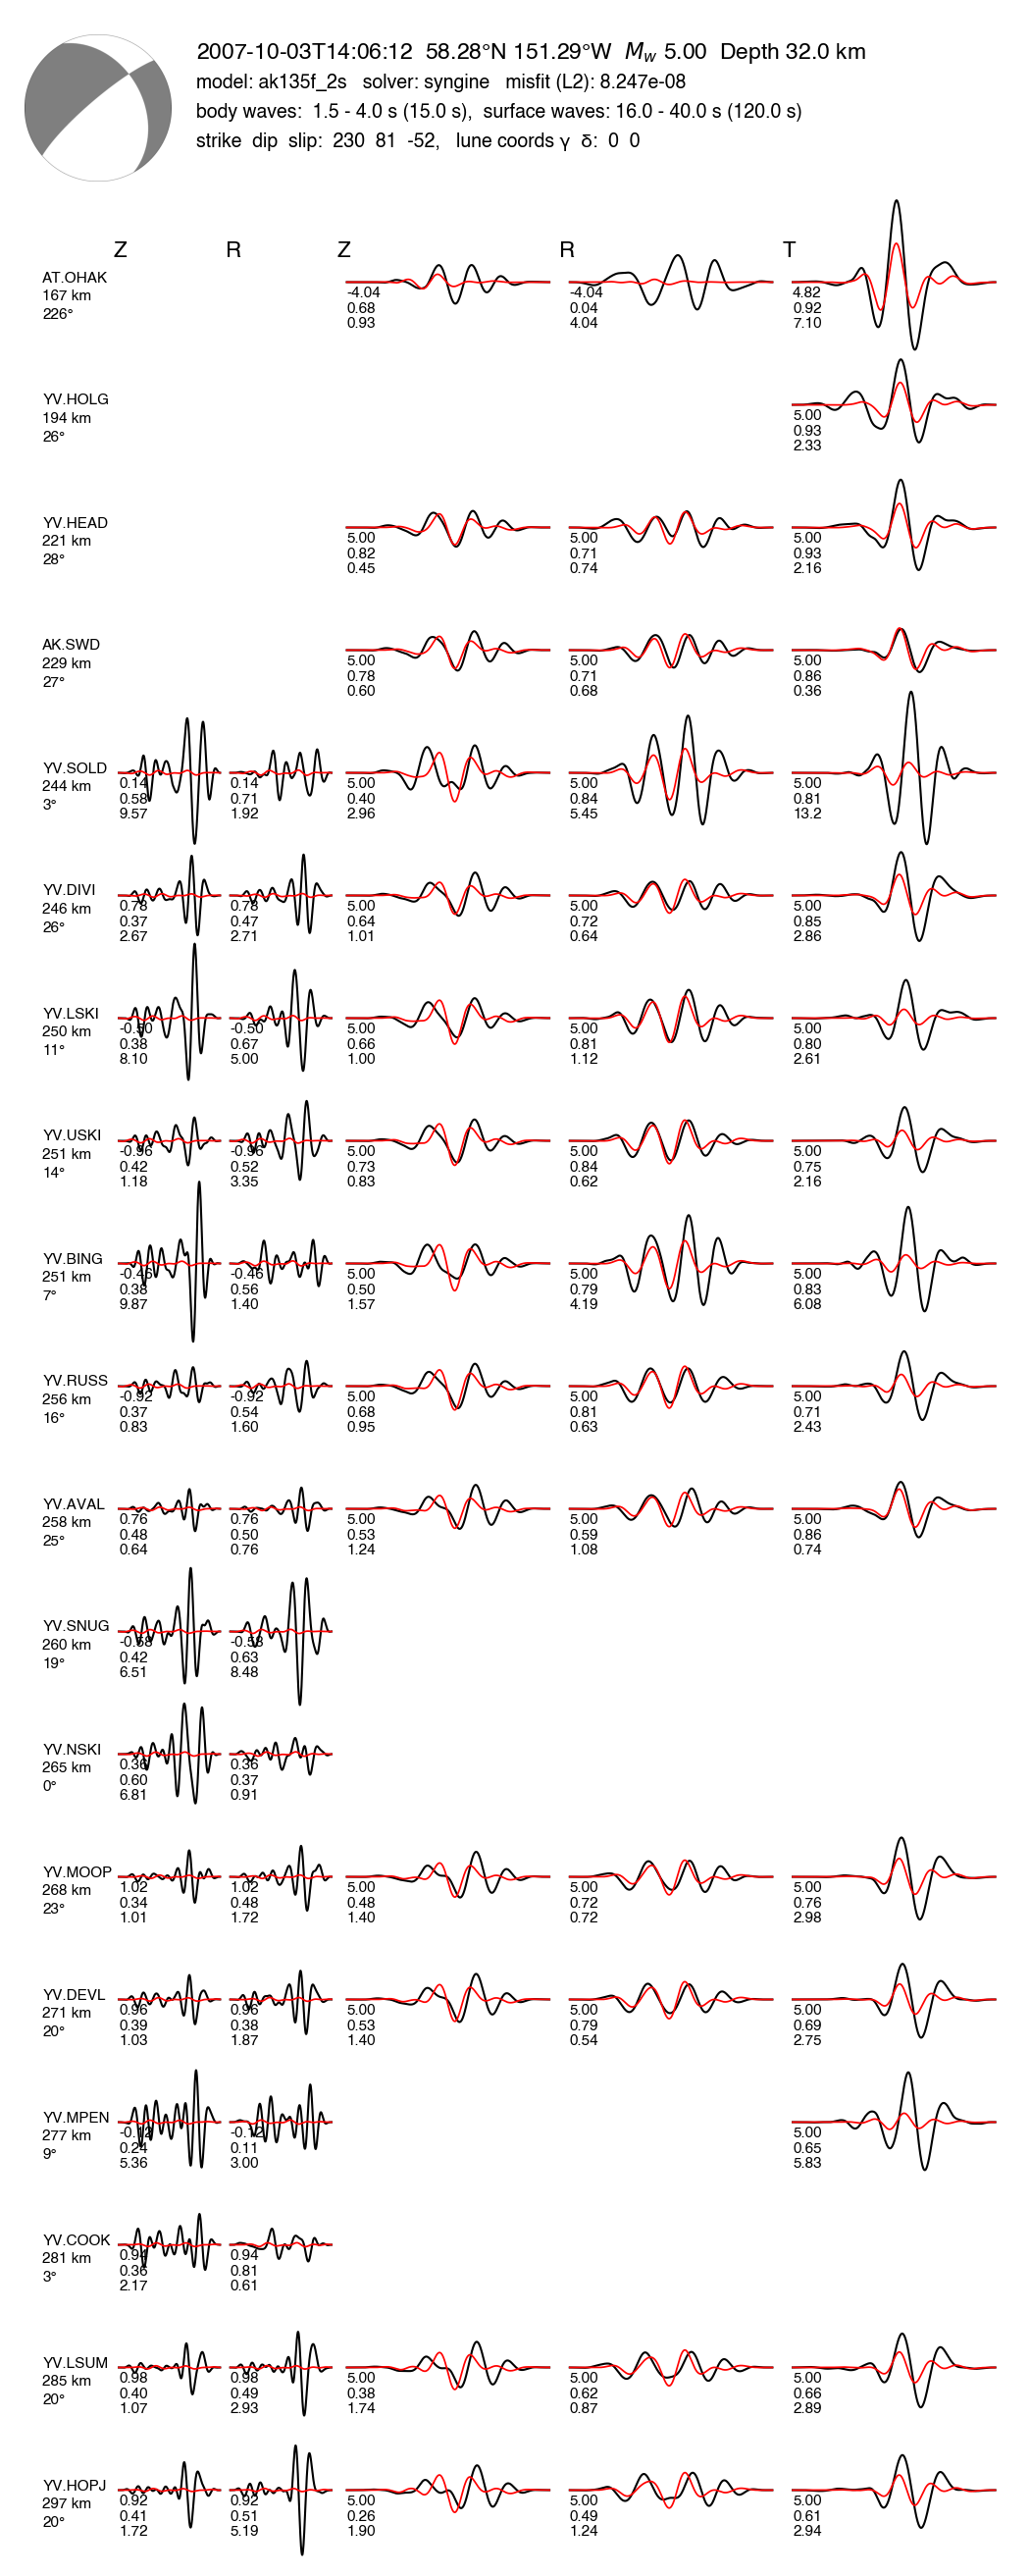 2007-10-03T14:06:12  58.28°N 151.29°W  Mw 5.00  Depth 32.0 km
model: ak135f_2s   solver: syngine   misfit (L2): 8.247e-08
body waves:  1.5 - 4.0 s (15.0 s),  surface waves: 16.0 - 40.0 s (120.0 s)
strike  dip  slip:  230  81  -52,   lune coords γ  δ:  0  0
Z R Z R T
AT.OHAK
167 km -4.04 -4.04 4.82
226° 0.68 0.04 0.92
0.93 4.04 7.10
YV.HOLG
194 km 5.00
26° 0.93
2.33
YV.HEAD
221 km 5.00 5.00 5.00
28° 0.82 0.71 0.93
0.45 0.74 2.16
AK.SWD
229 km 5.00 5.00 5.00
27° 0.78 0.71 0.86
0.60 0.68 0.36
YV.SOLD
244 km 0.14 0.14 5.00 5.00 5.00
3° 0.58 0.71 0.40 0.84 0.81
9.57 1.92 2.96 5.45 13.2
YV.DIVI
246 km 0.78 0.78 5.00 5.00 5.00
26° 0.37 0.47 0.64 0.72 0.85
2.67 2.71 1.01 0.64 2.86
YV.LSKI
250 km -0.50 -0.50 5.00 5.00 5.00
11° 0.38 0.67 0.66 0.81 0.80
8.10 5.00 1.00 1.12 2.61
YV.USKI
251 km -0.96 -0.96 5.00 5.00 5.00
14° 0.42 0.52 0.73 0.84 0.75
1.18 3.35 0.83 0.62 2.16
YV.BING
251 km -0.46 -0.46 5.00 5.00 5.00
7° 0.38 0.56 0.50 0.79 0.83
9.87 1.40 1.57 4.19 6.08
YV.RUSS
256 km -0.92 -0.92 5.00 5.00 5.00
16° 0.37 0.54 0.68 0.81 0.71
0.83 1.60 0.95 0.63 2.43
YV.AVAL
258 km 0.76 0.76 5.00 5.00 5.00
25° 0.48 0.50 0.53 0.59 0.86
0.64 0.76 1.24 1.08 0.74
YV.SNUG
260 km -0.58 -0.58
19° 0.42 0.63
6.51 8.48
YV.NSKI
265 km 0.36 0.36
0° 0.60 0.37
6.81 0.91
YV.MOOP
268 km 1.02 1.02 5.00 5.00 5.00
23° 0.34 0.48 0.48 0.72 0.76
1.01 1.72 1.40 0.72 2.98
YV.DEVL
271 km 0.96 0.96 5.00 5.00 5.00
20° 0.39 0.38 0.53 0.79 0.69
1.03 1.87 1.40 0.54 2.75
YV.MPEN
277 km -0.12 -0.12 5.00
9° 0.24 0.11 0.65
5.36 3.00 5.83
YV.COOK
281 km 0.94 0.94
3° 0.36 0.81
2.17 0.61
YV.LSUM
285 km 0.98 0.98 5.00 5.00 5.00
20° 0.40 0.49 0.38 0.62 0.66
1.07 2.93 1.74 0.87 2.89
YV.HOPJ
297 km 0.92 0.92 5.00 5.00 5.00
20° 0.41 0.51 0.26 0.49 0.61
1.72 5.19 1.90 1.24 2.94